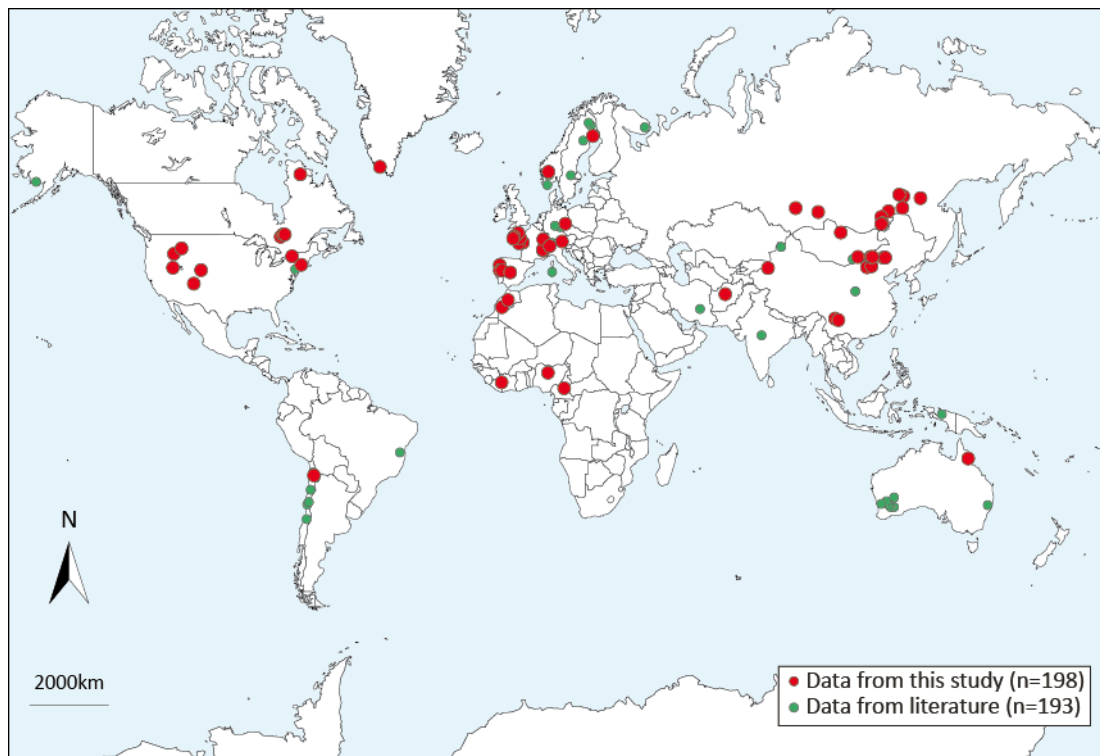 N
2000km
Data from this study (n=198)
Data from literature (n=193)